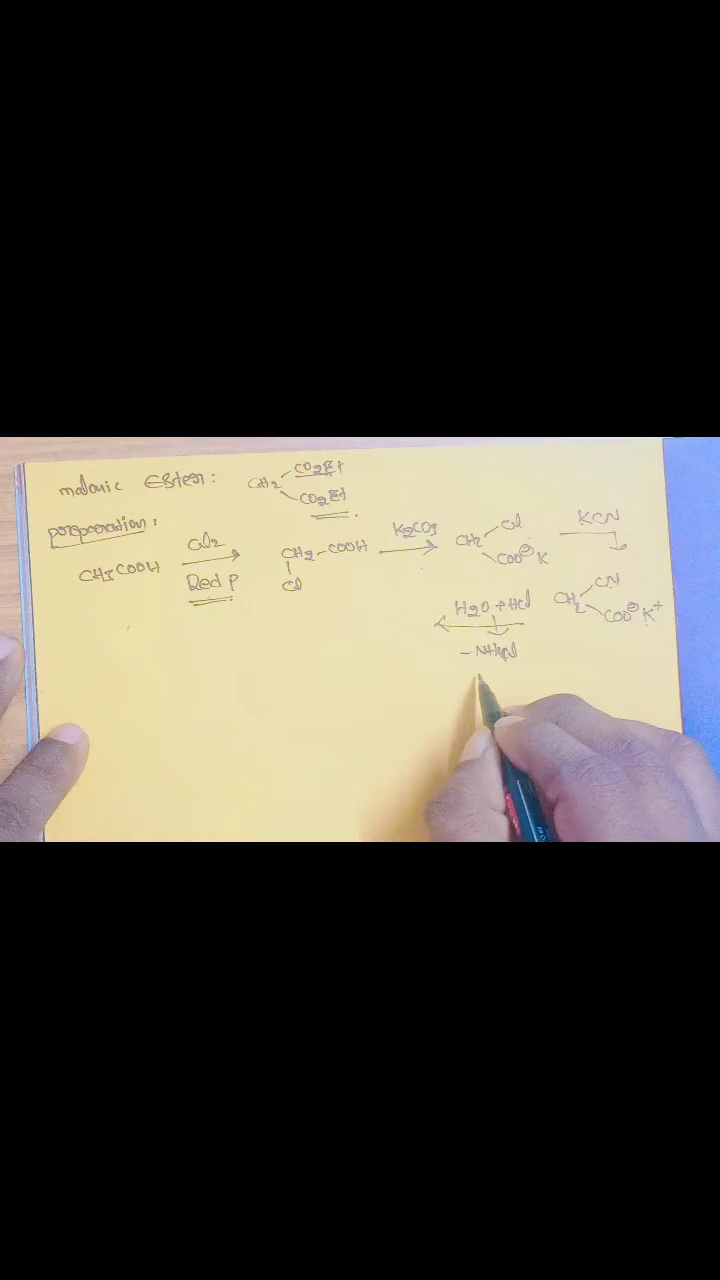 malonic Ester: CH2 CO2Et
CO2Et
preparation:
CH3COOH Cl2 Red P CH2-COOH K2CO3 CH2 Cl KCN
Cl COO⊖ K
H2O + HCl CH2 CN
COO⊖ K+
- NH4Cl